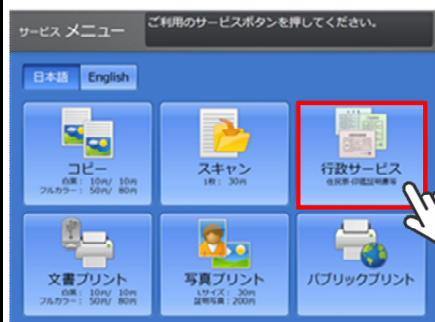 サービス メニュー
ご利用のサービスボタンを押してください。
日本語 English
コピー
白黒: 10円/ 10円
フルカラー: 50円/ 80円
スキャン
1枚: 30円
行政サービス
住民票・印鑑証明書等
文書プリント
白黒: 10円/ 10円
フルカラー: 50円/ 80円
写真プリント
Lサイズ: 30円
証明写真: 200円
パブリックプリント